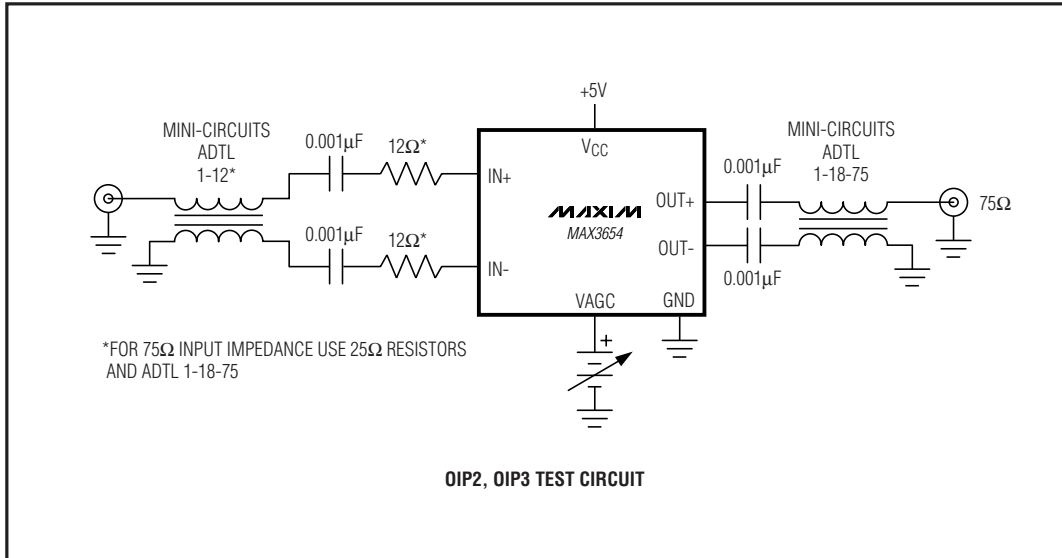 +5V
MINI-CIRCUITS
ADTL
1-12*
0.001µF
12Ω*
VCC
IN+
MAXIM
MAX3654
OUT+
0.001µF
MINI-CIRCUITS
ADTL
1-18-75
75Ω
0.001µF
12Ω*
IN-
OUT-
0.001µF
VAGC
GND
+
*FOR 75Ω INPUT IMPEDANCE USE 25Ω RESISTORS
AND ADTL 1-18-75
OIP2, OIP3 TEST CIRCUIT